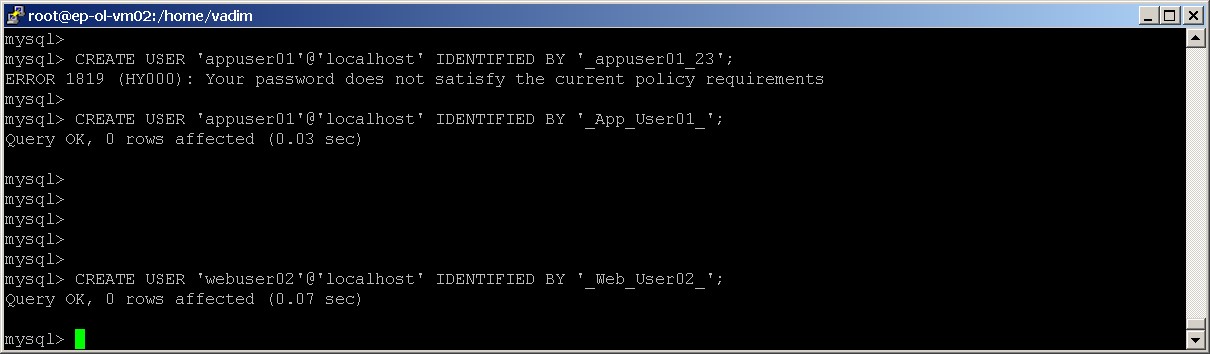 root@ep-ol-vm02:/home/vadim
mysql>
mysql> CREATE USER 'appuser01'@'localhost' IDENTIFIED BY '_appuser01_23';
ERROR 1819 (HY000): Your password does not satisfy the current policy requirements
mysql>
mysql> CREATE USER 'appuser01'@'localhost' IDENTIFIED BY '_App_User01_';
Query OK, 0 rows affected (0.03 sec)
mysql>
mysql>
mysql>
mysql>
mysql>
mysql> CREATE USER 'webuser02'@'localhost' IDENTIFIED BY '_Web_User02_';
Query OK, 0 rows affected (0.07 sec)
mysql>